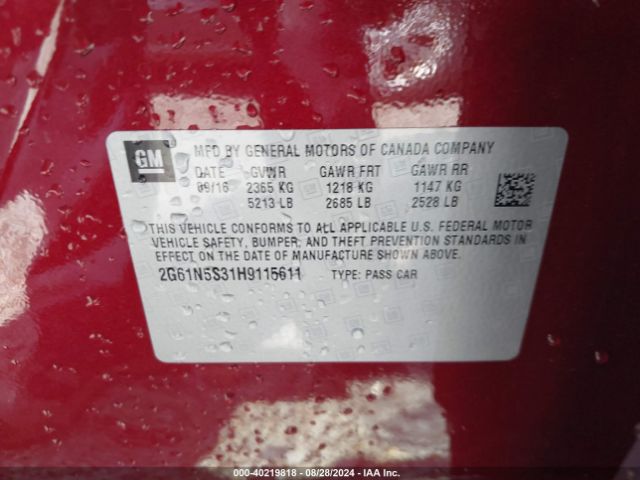 GM
MFD BY GENERAL MOTORS OF CANADA COMPANY
DATE GVWR GAWR FRT GAWR RR
09/16 2365 KG 1218 KG 1147 KG
5213 LB 2685 LB 2528 LB
THIS VEHICLE CONFORMS TO ALL APPLICABLE U.S. FEDERAL MOTOR
VEHICLE SAFETY, BUMPER, AND THEFT PREVENTION STANDARDS IN
EFFECT ON THE DATE OF MANUFACTURE SHOWN ABOVE.
2G61N5S31H9115611 TYPE: PASS CAR
000-40219818 - 08/28/2024 - IAA Inc.